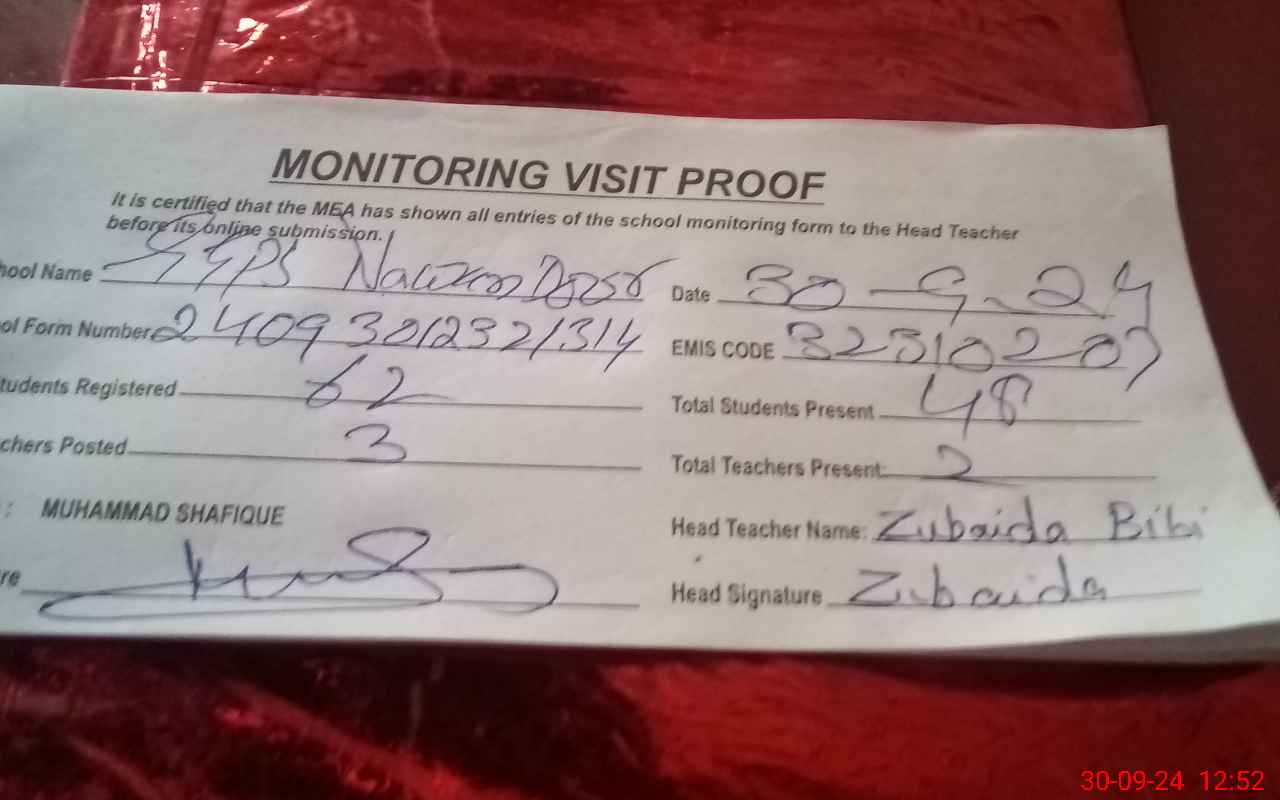 MONITORING VISIT PROOF
It is certified that the MEA has shown all entries of the school monitoring form to the Head Teacher
before its online submission.
hool Name GGPS Date 30-9-24
ol Form Number 2409301232/314 EMIS CODE 32310207
tudents Registered 62 Total Students Present 48
chers Posted 3 Total Teachers Present: 2
: MUHAMMAD SHAFIQUE Head Teacher Name: Zubaida Bibi
re Head Signature Zubaida
30-09-24 12:52